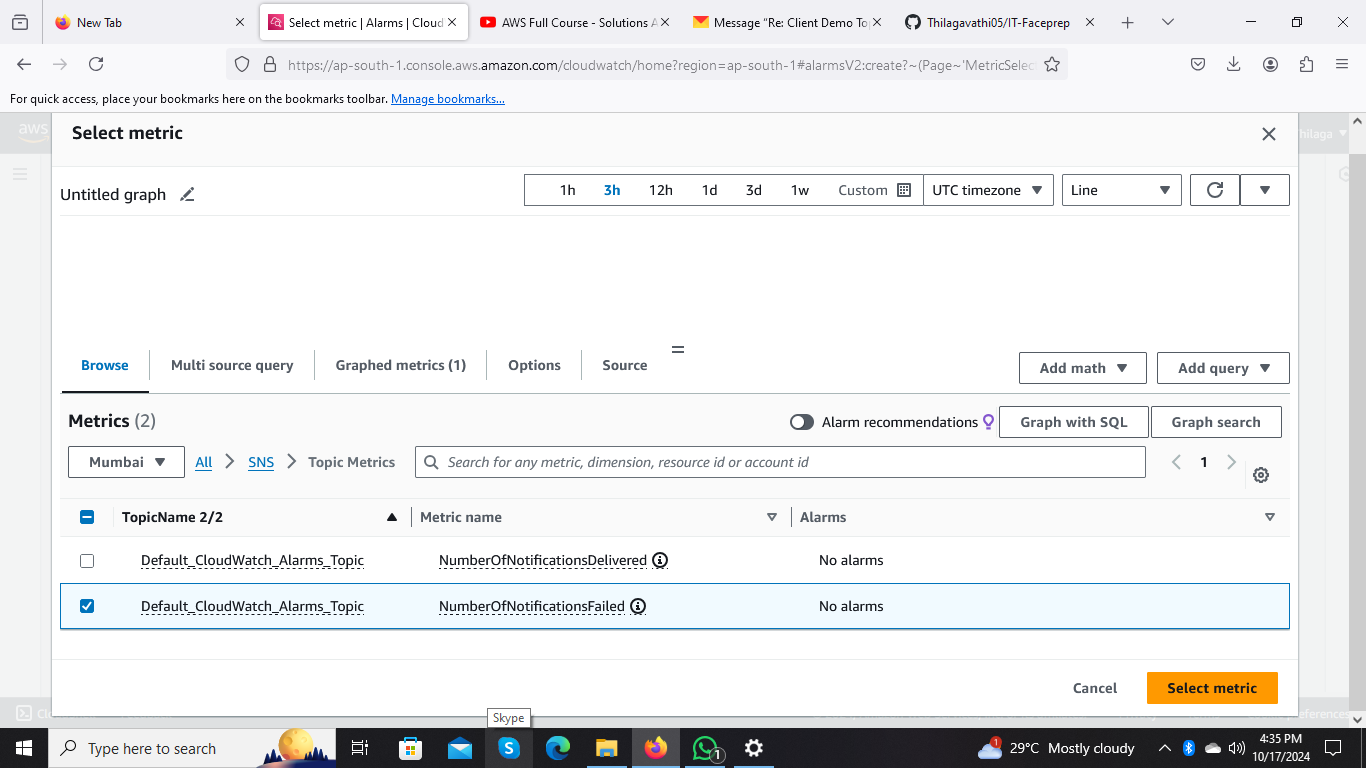 New Tab
Select metric | Alarms | Cloud
AWS Full Course - Solutions A
Message "Re: Client Demo To
Thilagavathi05/IT-Faceprep
https://ap-south-1.console.aws.amazon.com/cloudwatch/home?region=ap-south-1#alarmsV2:create?~(Page~'MetricSelec
For quick access, place your bookmarks here on the bookmarks toolbar. Manage bookmarks...
aws
Thilaga
Select metric
Untitled graph
1h 3h 12h 1d 3d 1w Custom UTC timezone Line
Browse Multi source query Graphed metrics (1) Options Source Add math Add query
Metrics (2) Alarm recommendations Graph with SQL Graph search
Mumbai All SNS Topic Metrics Search for any metric, dimension, resource id or account id 1
TopicName 2/2 Metric name Alarms
Default_CloudWatch_Alarms_Topic NumberOfNotificationsDelivered No alarms
Default_CloudWatch_Alarms_Topic NumberOfNotificationsFailed No alarms
Cancel Select metric
Skype
Type here to search
1
29°C Mostly cloudy
1
4:35 PM
10/17/2024